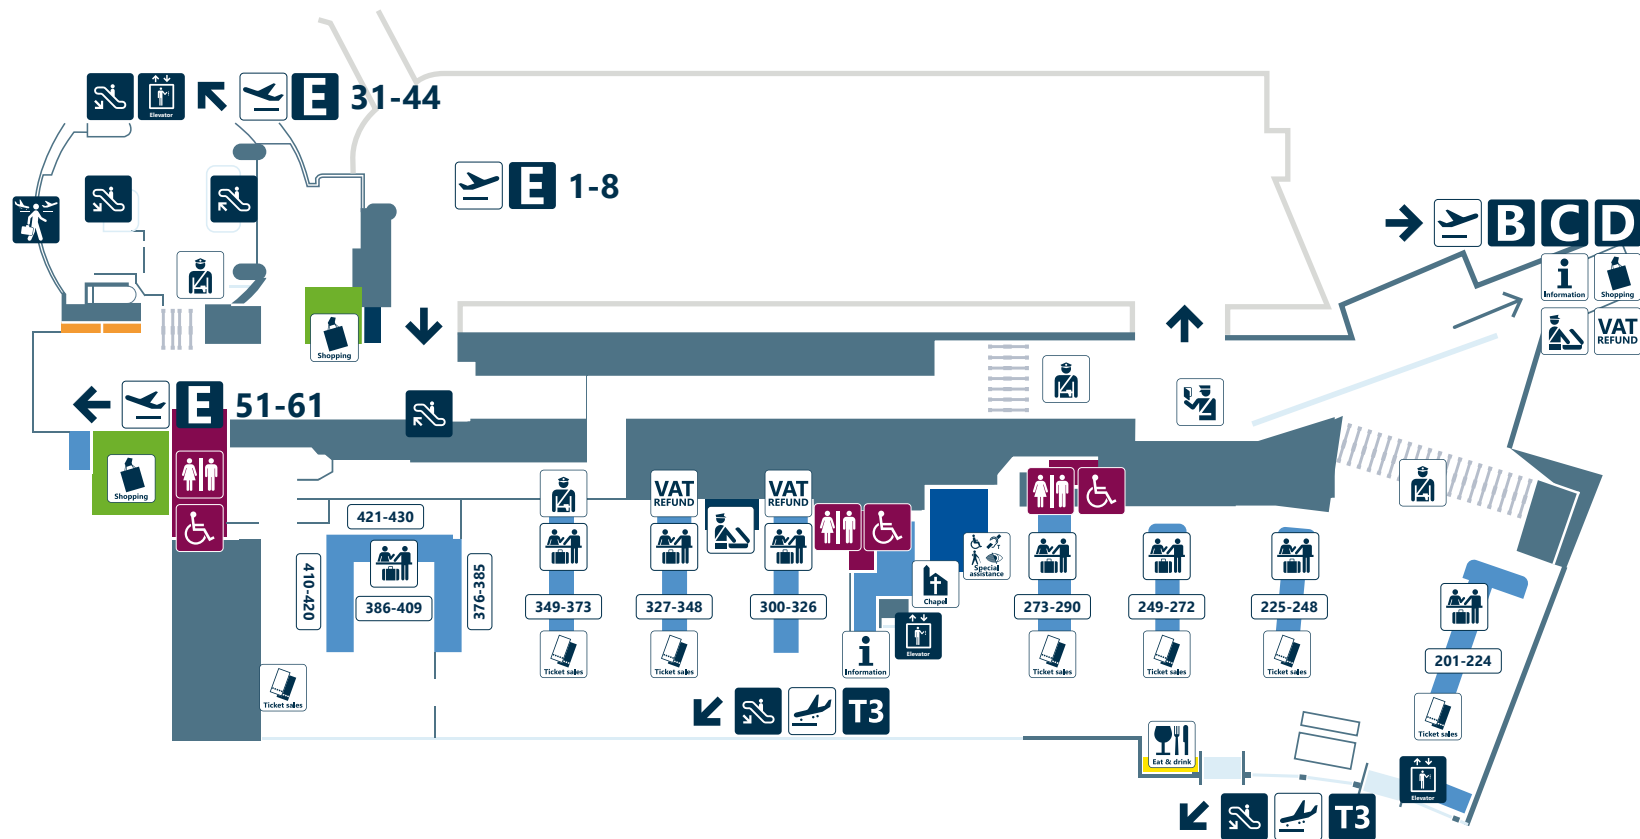 Elevator
E 31-44
E 1-8
B C D
Information
Shopping
VAT
REFUND
Shopping
E 51-61
Shopping
VAT
REFUND
VAT
REFUND
421-430
410-420
386-409
376-385
349-373
327-348
300-326
Special
assistance
Chapel
273-290
249-272
225-248
201-224
Elevator
Information
Ticket sales
Ticket sales
Ticket sales
Ticket sales
Ticket sales
Ticket sales
Ticket sales
T3
Eat & drink
Elevator
T3